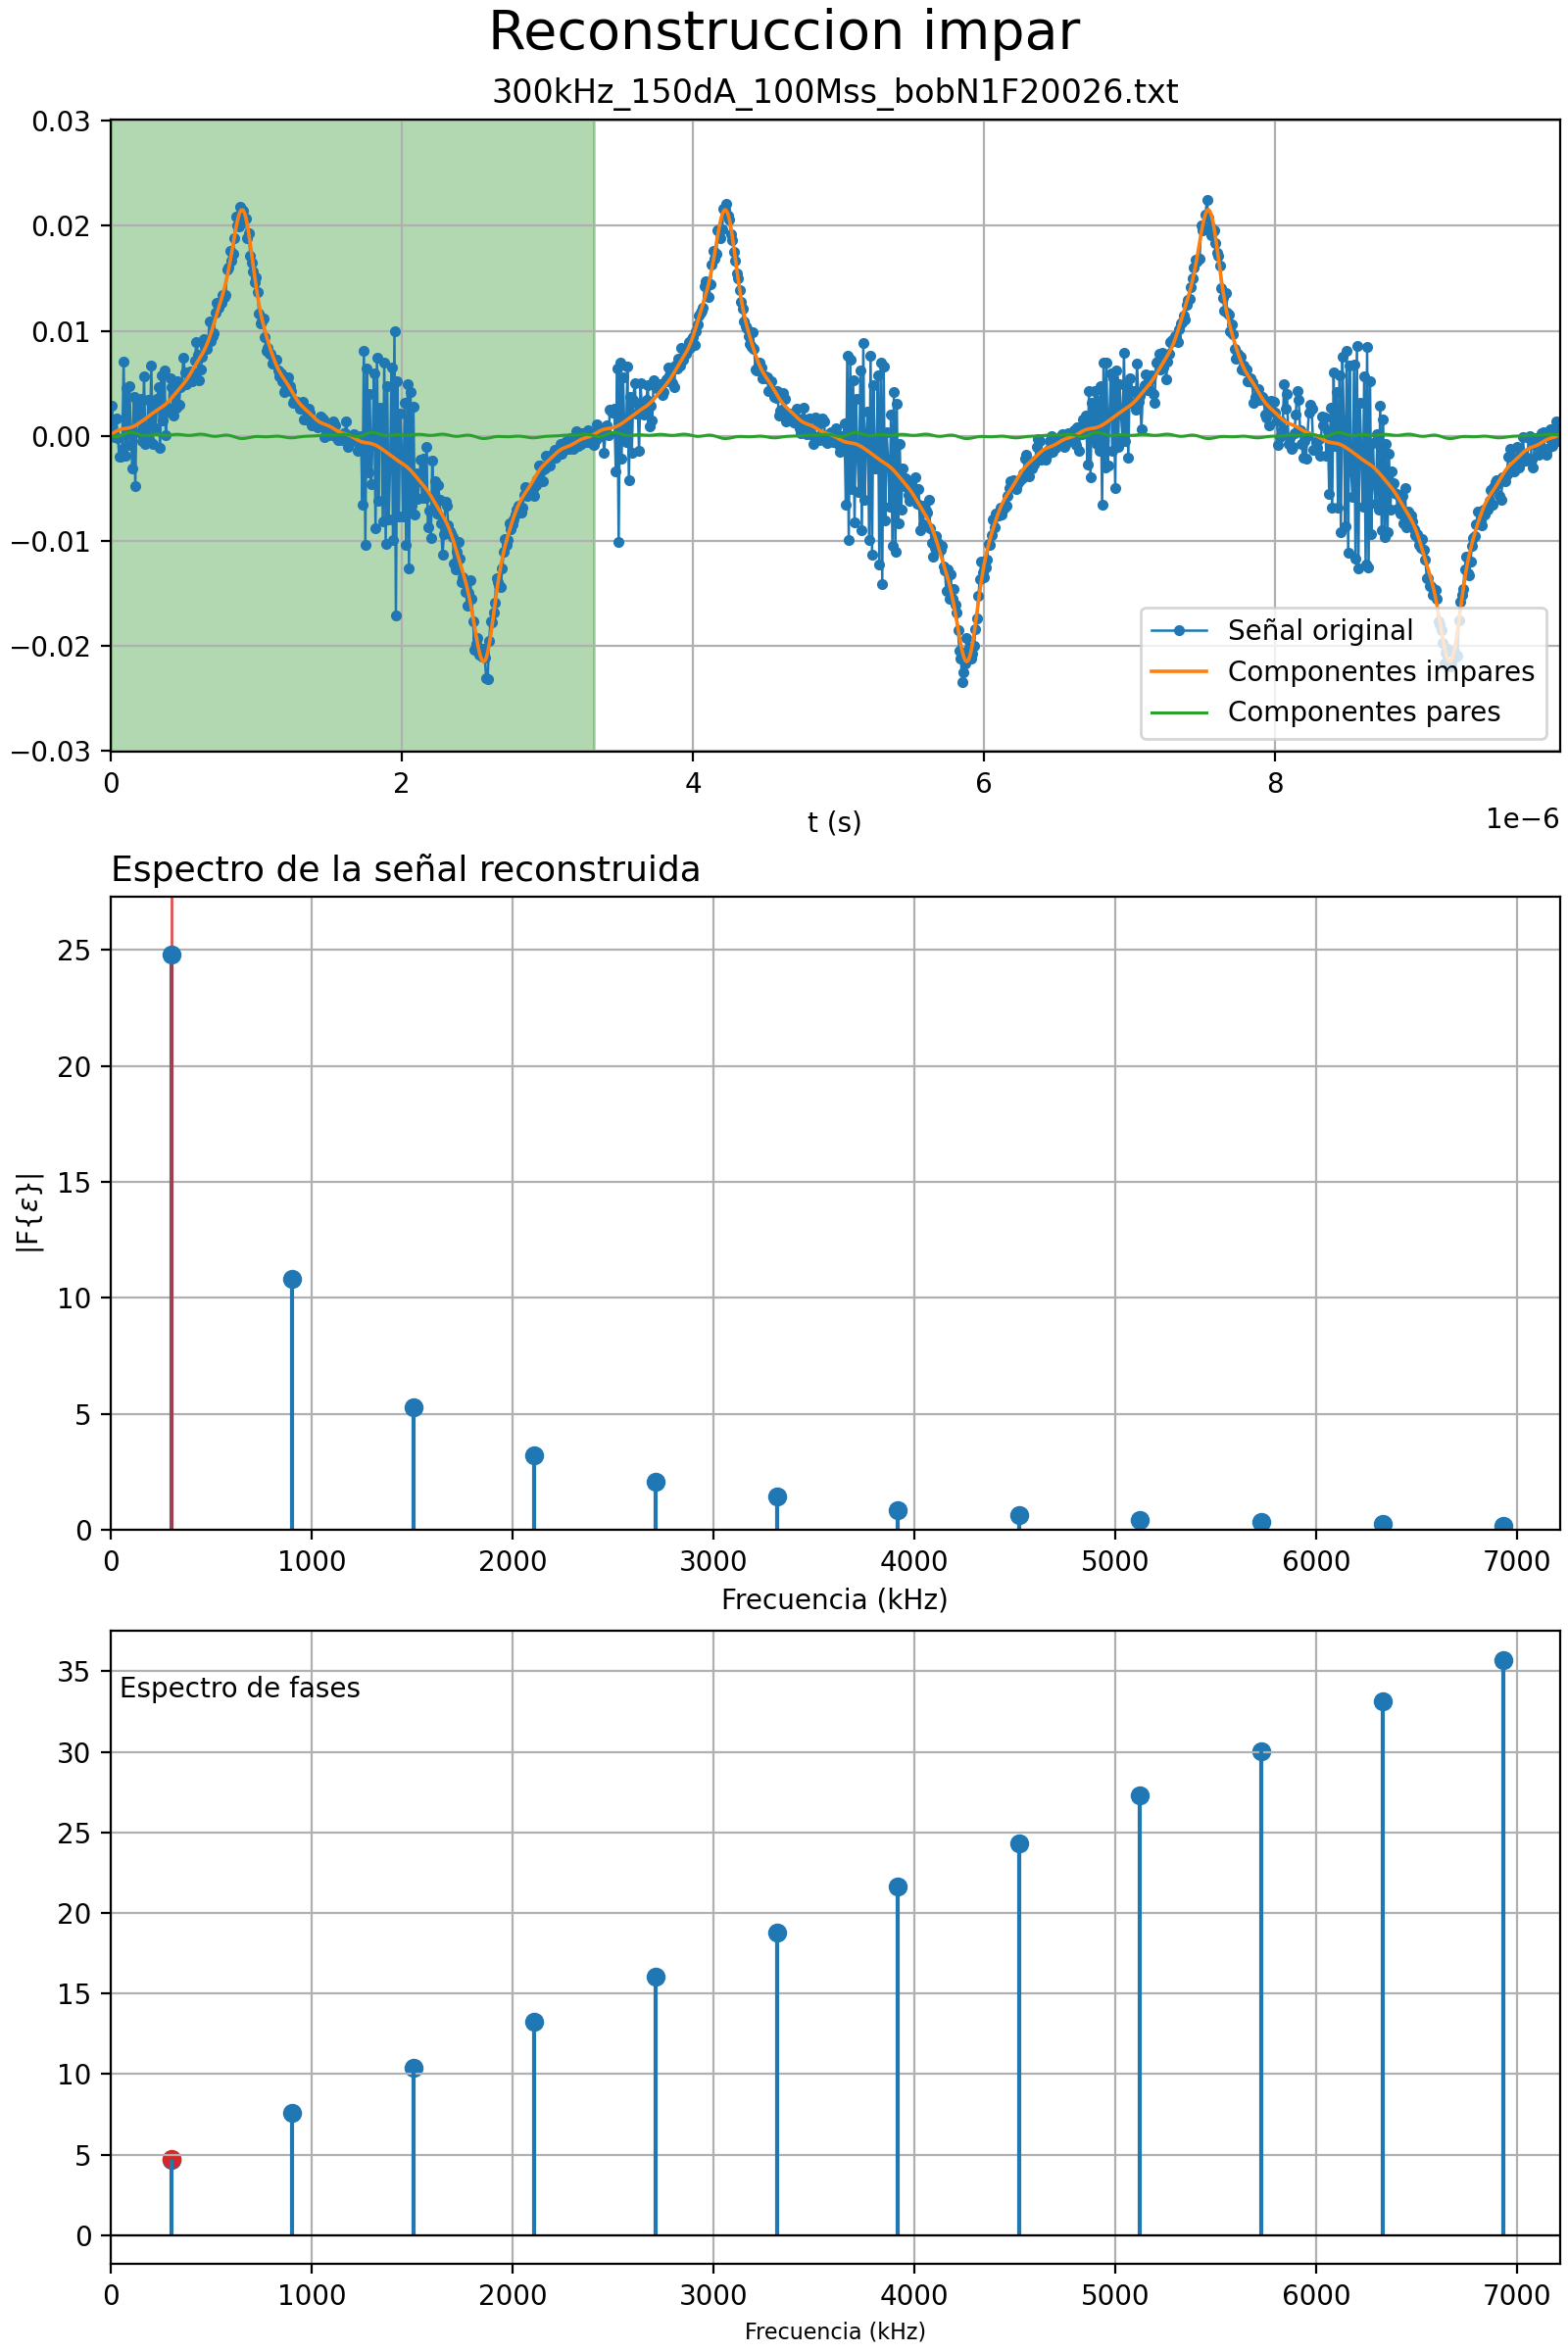 Reconstruccion impar
300kHz_150dA_100Mss_bobN1F20026.txt
0.03
0.02
0.01
0.00
−0.01
−0.02
−0.03
Señal original
Componentes impares
Componentes pares
0 2 4 6 8
1e−6
t (s)
Espectro de la señal reconstruida
25
20
15
10
5
0
|F{ε}|
0 1000 2000 3000 4000 5000 6000 7000
Frecuencia (kHz)
35
30
25
20
15
10
5
0
Espectro de fases
0 1000 2000 3000 4000 5000 6000 7000
Frecuencia (kHz)